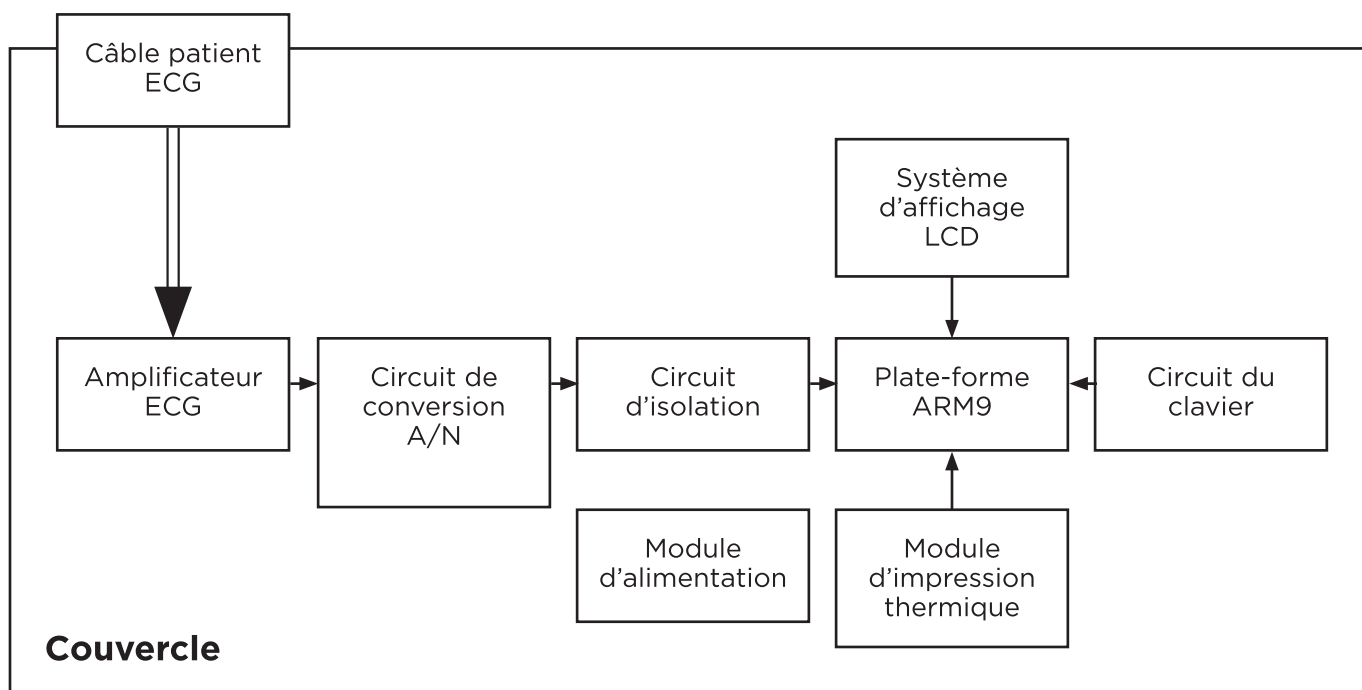 Câble patient
ECG
Système
d’affichage
LCD
Amplificateur
ECG
Circuit de
conversion
A/N
Circuit
d’isolation
Plate-forme
ARM9
Circuit du
clavier
Module
d’alimentation
Module
d’impression
thermique
Couvercle